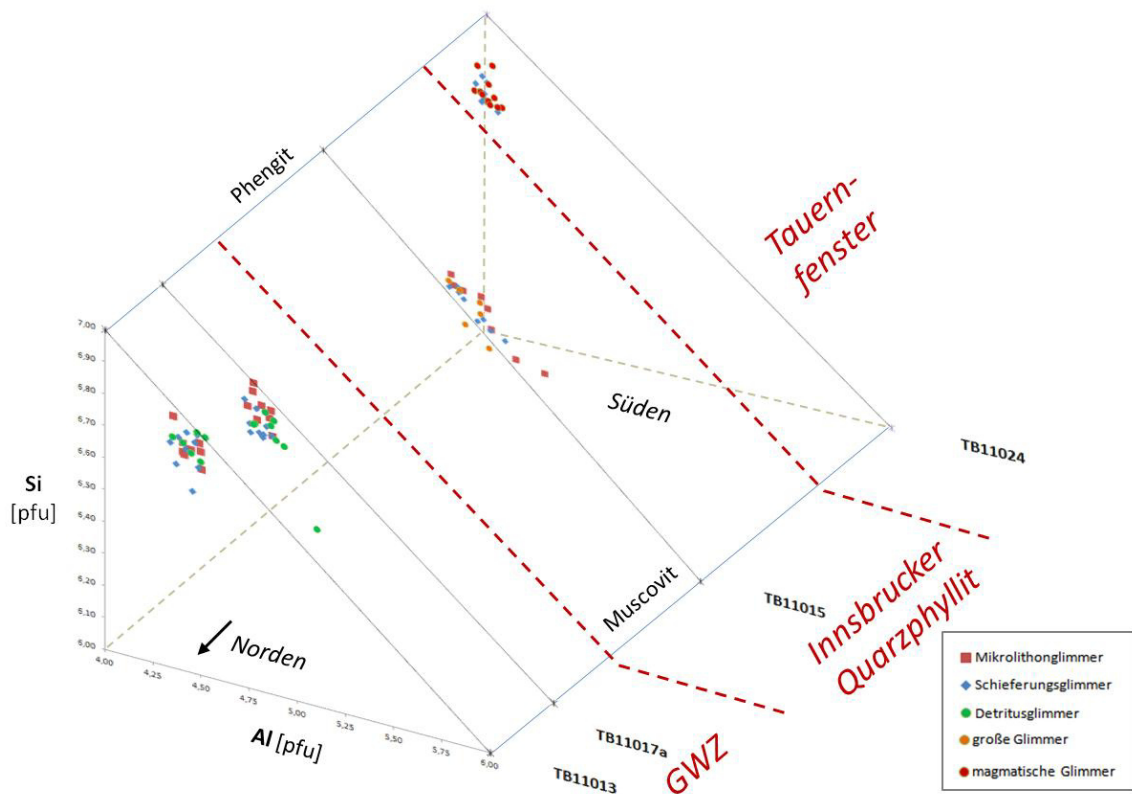 Phengit
Tauern-
fenster
7,00
6,90
6,80
6,70
6,60
6,50
6,40
6,30
6,20
6,10
6,00
Si
[pfu]
Süden
TB11024
Muscovit
TB11015
Innsbrucker
Quarzphyllit
4,00
4,25
4,50
4,75
5,00
5,25
5,50
5,75
6,00
Norden
Al [pfu]
TB11017a
TB11013
GWZ
Mikrolithonglimmer
Schieferungsglimmer
Detritusglimmer
große Glimmer
magmatische Glimmer